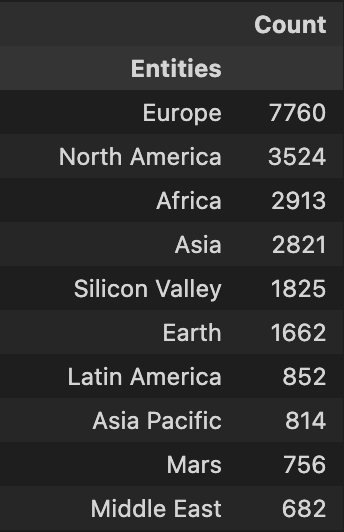 Count
Entities
Europe 7760
North America 3524
Africa 2913
Asia 2821
Silicon Valley 1825
Earth 1662
Latin America 852
Asia Pacific 814
Mars 756
Middle East 682